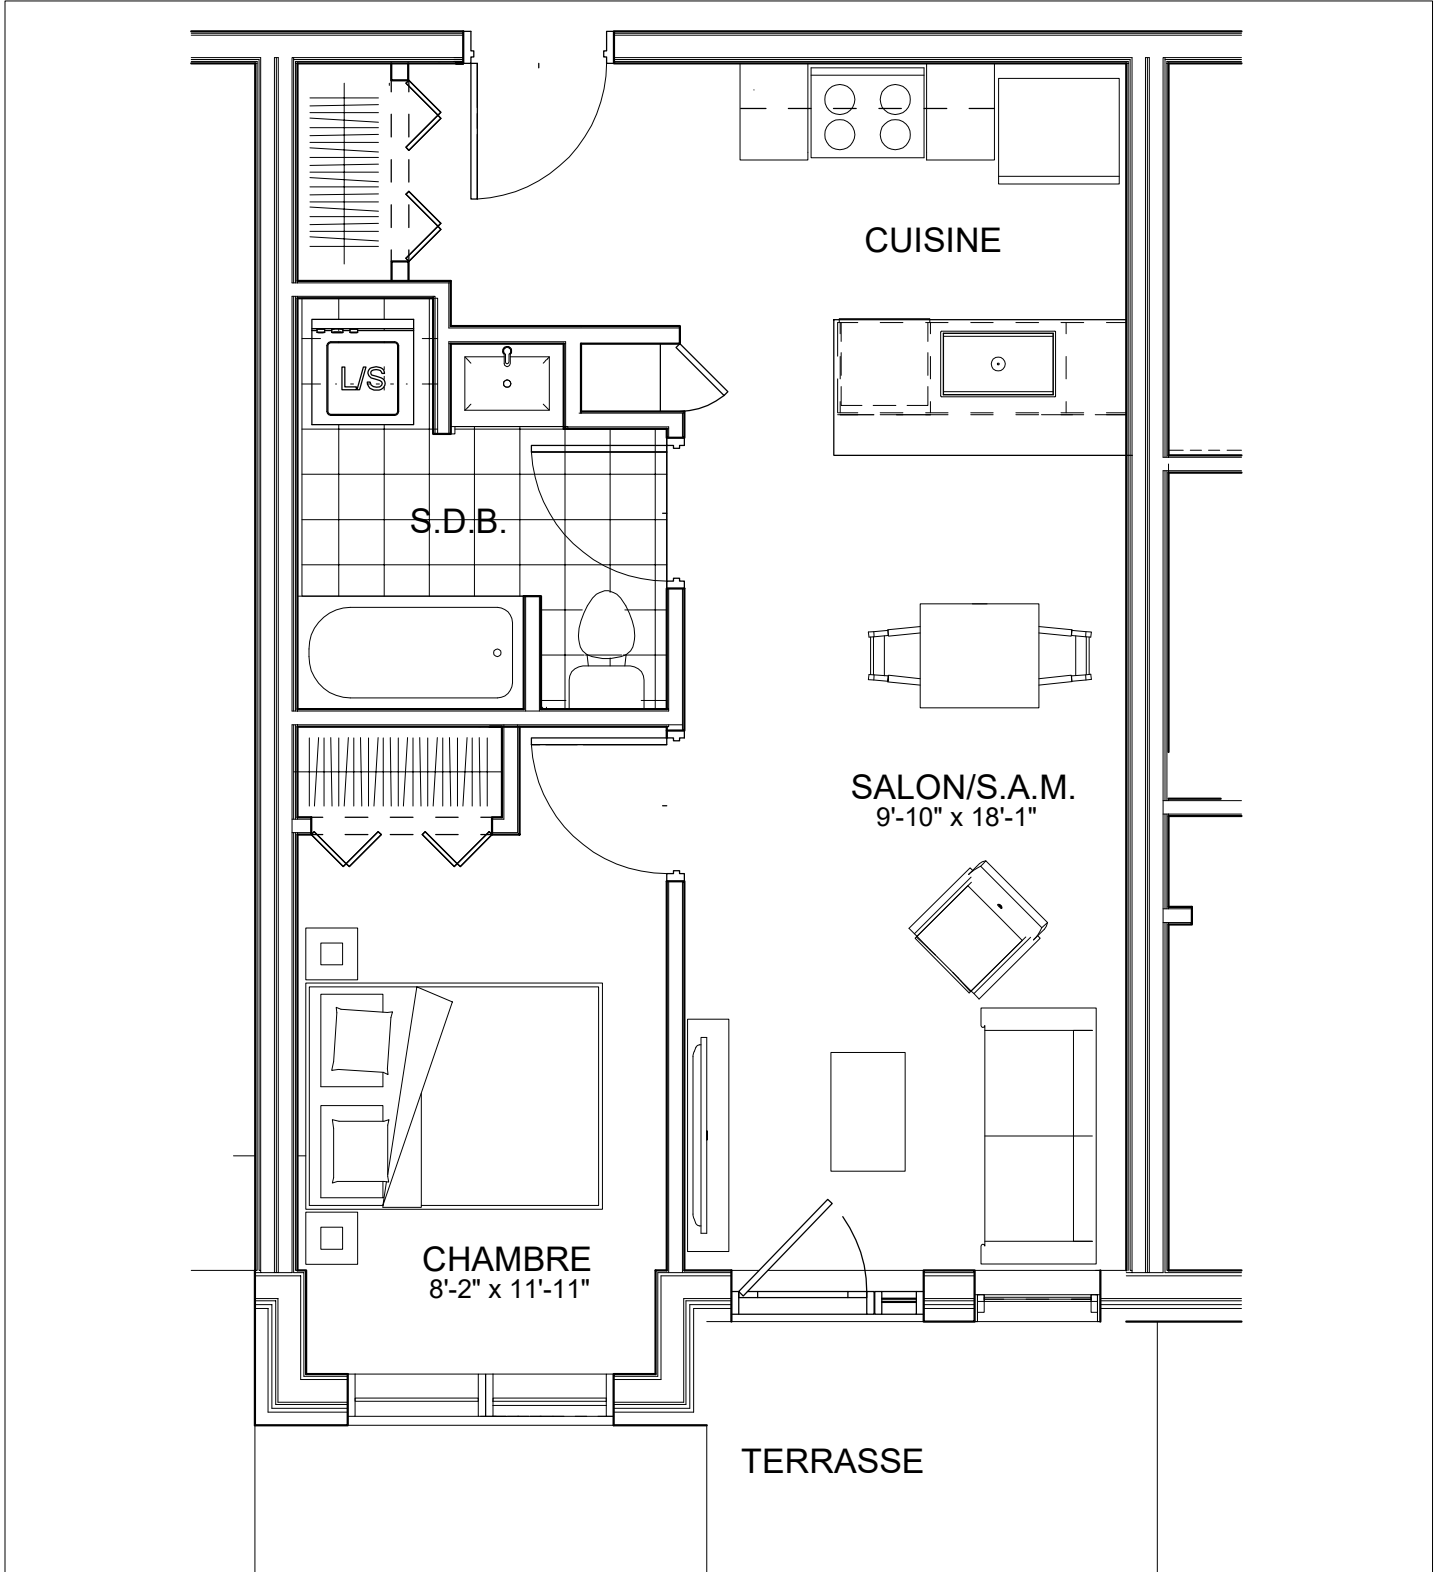 CUISINE
L/S
S.D.B.
SALON/S.A.M.
9'-10" x 18'-1"
CHAMBRE
8'-2" x 11'-11"
TERRASSE